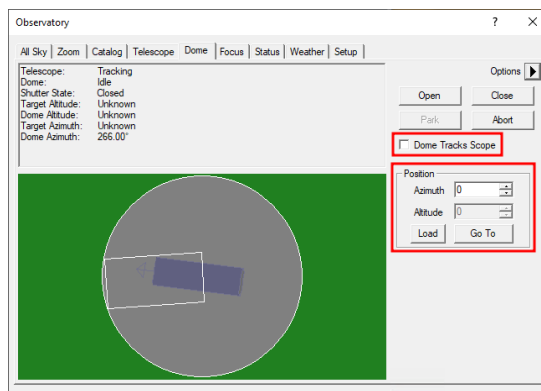 Observatory
All Sky Zoom Catalog Telescope Dome Focus Status Weather Setup
Telescope: Tracking
Dome: Idle
Shutter State: Closed
Target Altitude: Unknown
Dome Altitude: Unknown
Target Azimuth: Unknown
Dome Azimuth: 266.00°
Options
Open Close
Park Abort
Dome Tracks Scope
Position
Azimuth 0
Altitude 0
Load Go To